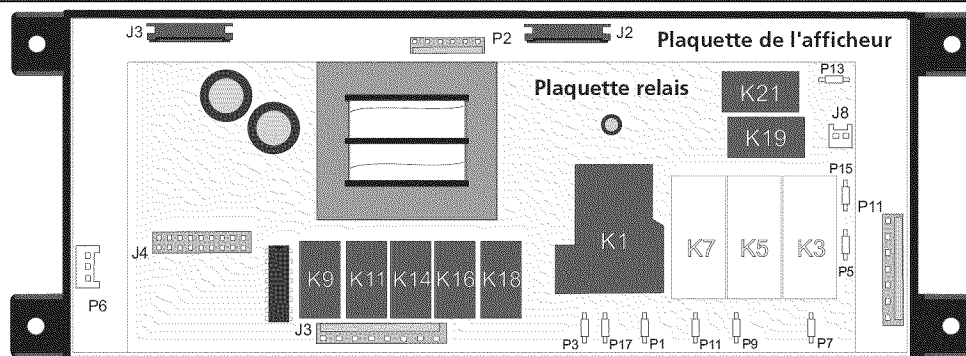 J3
P2
J2
Plaquette de l'afficheur
Plaquette relais
P13
K21
J8
K19
P15
P11
K1
K7
K5
K3
J4
P5
K9
K11
K14
K16
K18
P6
J3
P3
P17
P1
P11
P9
P7